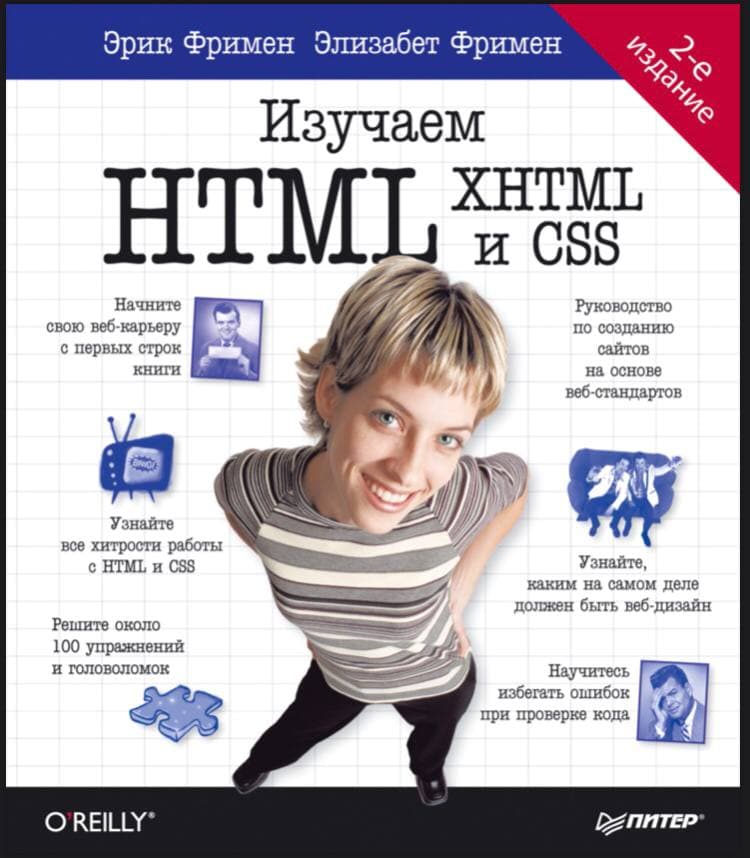 Эрик Фримен Элизабет Фримен
2-е
издание
Изучаем
HTML
XHTML
и CSS
Начните
свою веб-карьеру
с первых строк
книги
Руководство
по созданию
сайтов
на основе
веб-стандартов
BING!
Узнайте
все хитрости работы
с HTML и CSS
Узнайте,
каким на самом деле
должен быть веб-дизайн
Решите около
100 упражнений
и головоломок
Научитесь
избегать ошибок
при проверке кода
O'REILLY®
ПИТЕР®